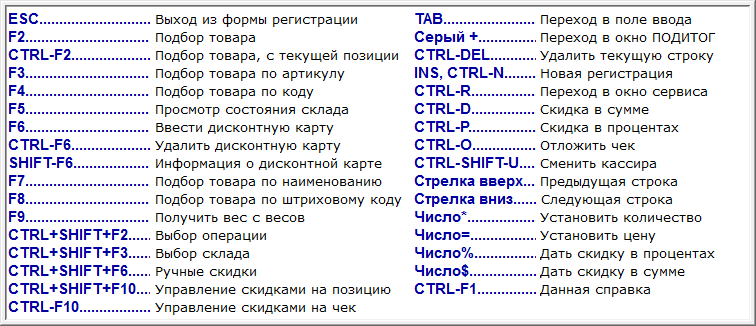 ESC............................ Выход из формы регистрации
F2............................... Подбор товара
CTRL-F2.................... Подбор товара, с текущей позиции
F3............................... Подбор товара по артикулу
F4............................... Подбор товара по коду
F5............................... Просмотр состояния склада
F6............................... Ввести дисконтную карту
CTRL-F6.................... Удалить дисконтную карту
SHIFT-F6................... Информация о дисконтной карте
F7............................... Подбор товара по наименованию
F8............................... Подбор товара по штриховому коду
F9............................... Получить вес с весов
CTRL+SHIFT+F2...... Выбор операции
CTRL+SHIFT+F3...... Выбор склада
CTRL+SHIFT+F6...... Ручные скидки
CTRL+SHIFT+F10.... Управление скидками на позицию
CTRL-F10.................. Управление скидками на чек
TAB...................... Переход в поле ввода
Серый +.............. Переход в окно ПОДИТОГ
CTRL-DEL........... Удалить текущую строку
INS, CTRL-N........ Новая регистрация
CTRL-R............... Переход в окно сервиса
CTRL-D............... Скидка в сумме
CTRL-P............... Скидка в процентах
CTRL-O............... Отложить чек
CTRL-SHIFT-U.... Сменить кассира
Стрелка вверх... Предыдущая строка
Стрелка вниз...... Следующая строка
Число*................. Установить количество
Число=................ Установить цену
Число%............... Дать скидку в процентах
Число$................ Дать скидку в сумме
CTRL-F1.............. Данная справка